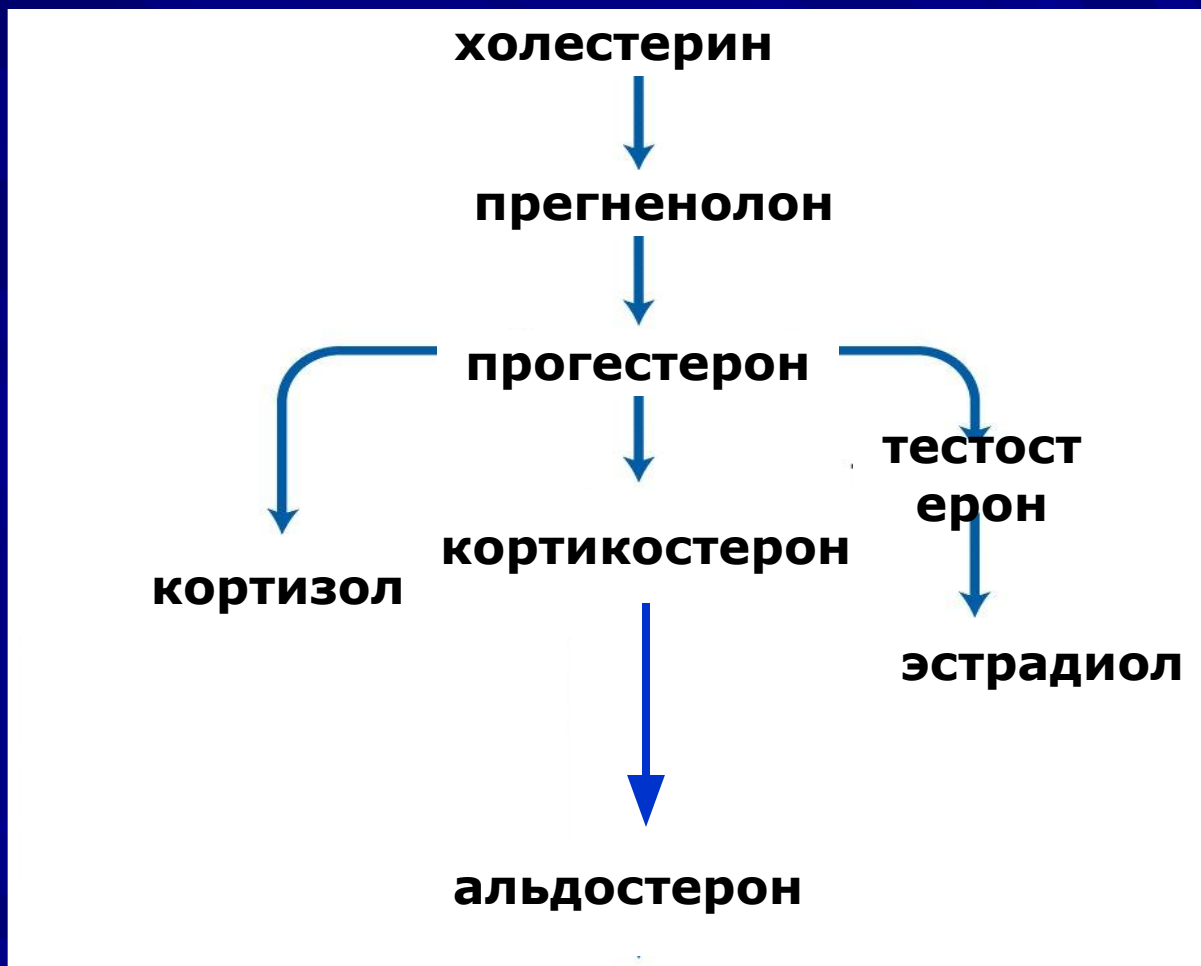 холестерин
прегненолон
прогестерон
тестост
ерон
кортикостерон
кортизол
эстрадиол
альдостерон